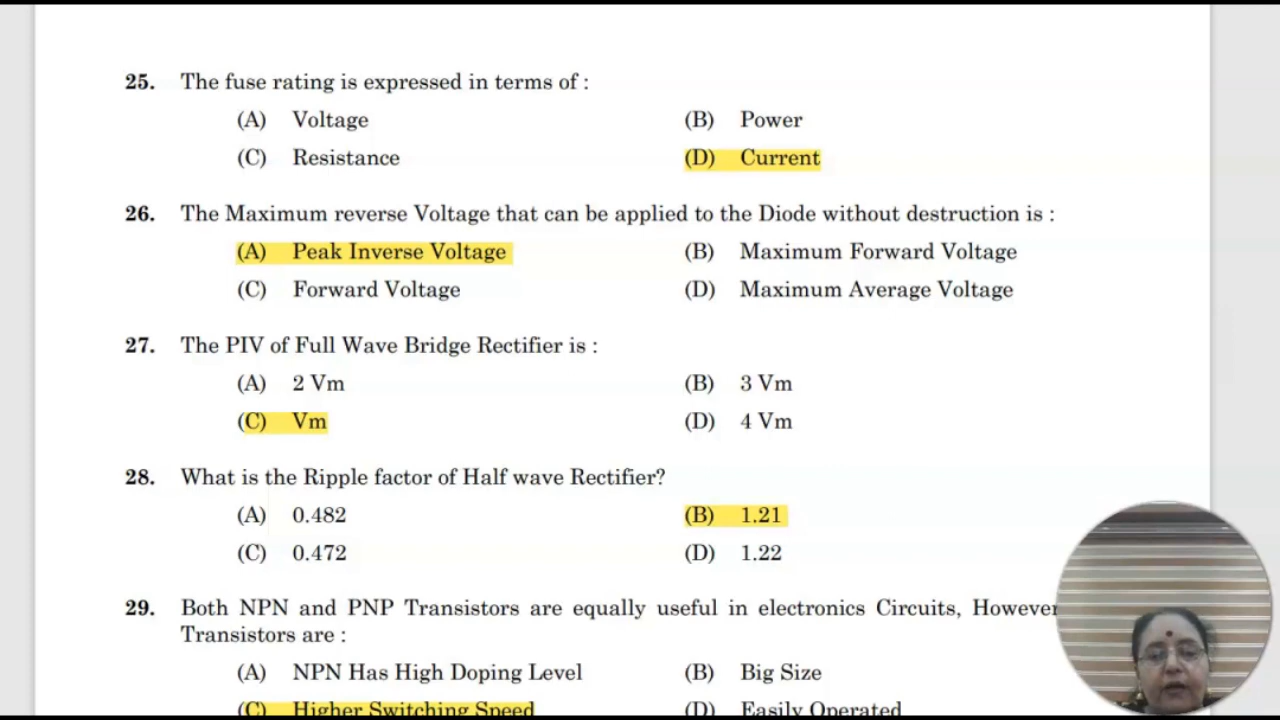 25. The fuse rating is expressed in terms of :
(A) Voltage (B) Power
(C) Resistance (D) Current
26. The Maximum reverse Voltage that can be applied to the Diode without destruction is :
(A) Peak Inverse Voltage (B) Maximum Forward Voltage
(C) Forward Voltage (D) Maximum Average Voltage
27. The PIV of Full Wave Bridge Rectifier is :
(A) 2 Vm (B) 3 Vm
(C) Vm (D) 4 Vm
28. What is the Ripple factor of Half wave Rectifier?
(A) 0.482 (B) 1.21
(C) 0.472 (D) 1.22
29. Both NPN and PNP Transistors are equally useful in electronics Circuits, However
Transistors are :
(A) NPN Has High Doping Level (B) Big Size
(C) Higher Switching Speed (D) Easily Operated